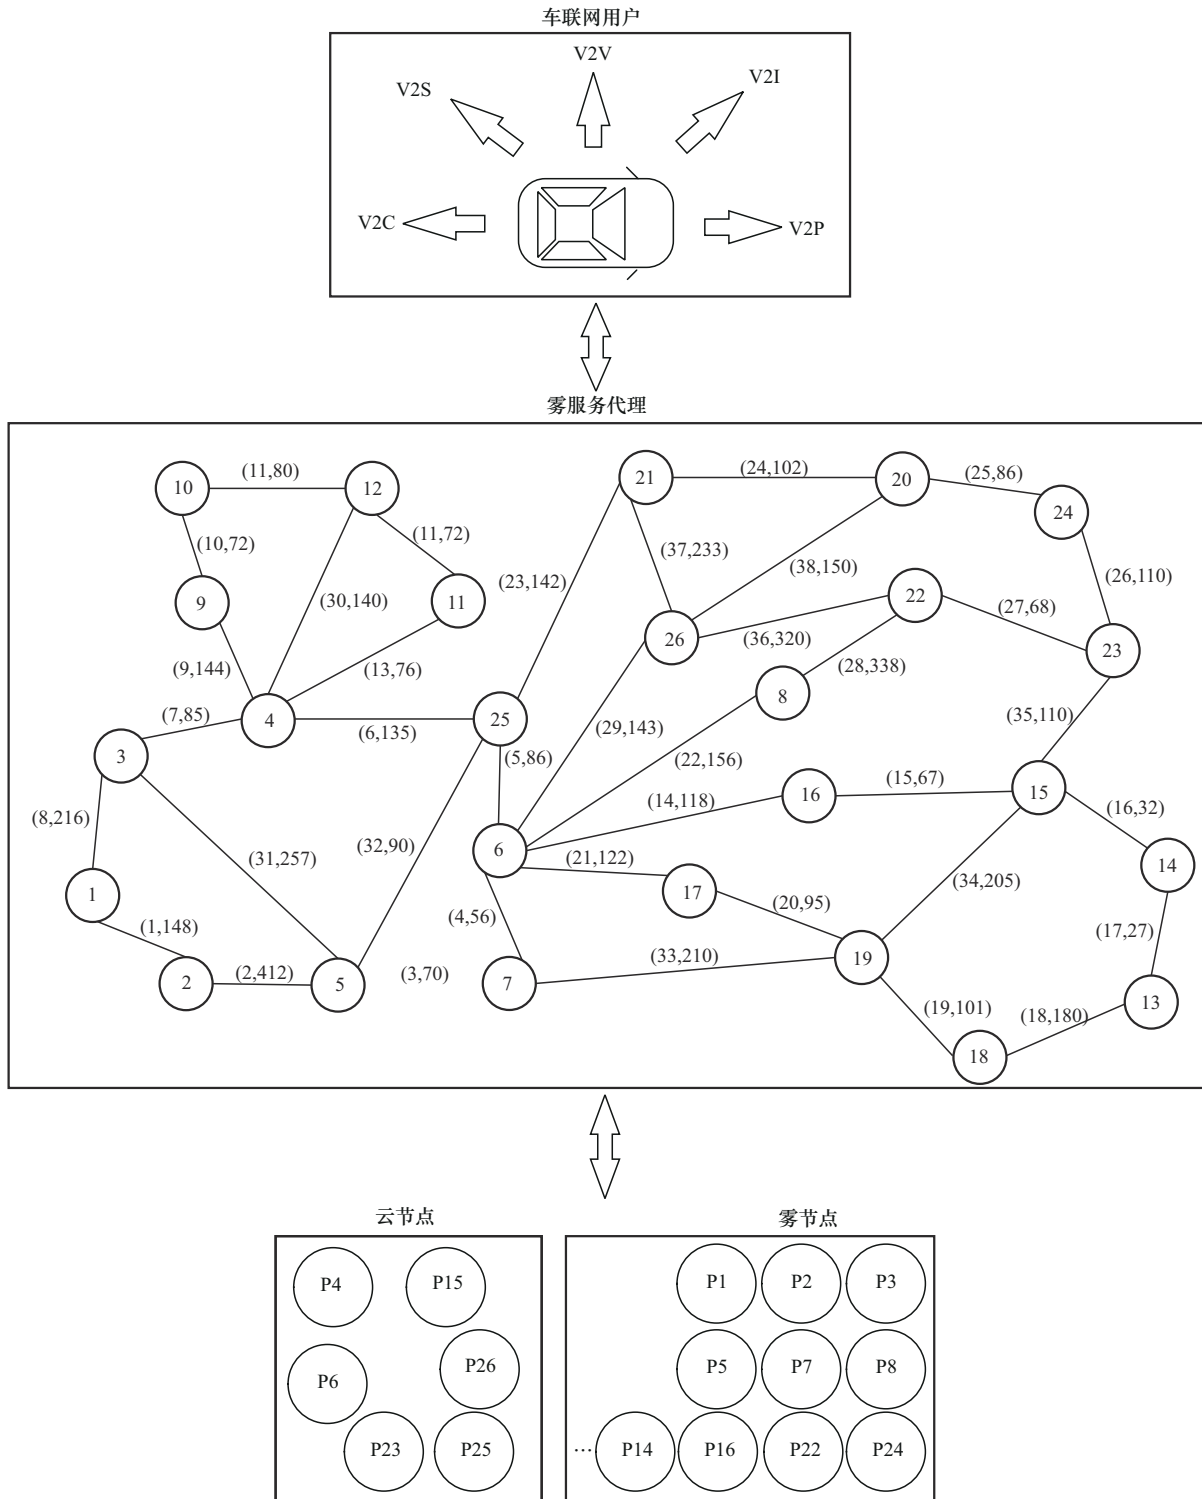 车联网用户
V2V
V2S
V2I
V2C
V2P
雾服务代理
10
(11,80)
12
21
(24,102)
20
(25,86)
24
(10,72)
(11,72)
(37,233)
(38,150)
(26,110)
9
(30,140)
11
(23,142)
22
(27,68)
26
(36,320)
23
(9,144)
(13,76)
(28,338)
8
(7,85)
4
(6,135)
25
(29,143)
(35,110)
3
(5,86)
(22,156)
(15,67)
16
15
(14,118)
(16,32)
(8,216)
(31,257)
(32,90)
6
(21,122)
14
1
17
(34,205)
(20,95)
(4,56)
(1,148)
(17,27)
(2,412)
(3,70)
(33,210)
19
2
5
7
13
(19,101)
(18,180)
18
云节点
雾节点
P4
P15
P1
P2
P3
P6
P26
P5
P7
P8
P23
P25
…
P14
P16
P22
P24